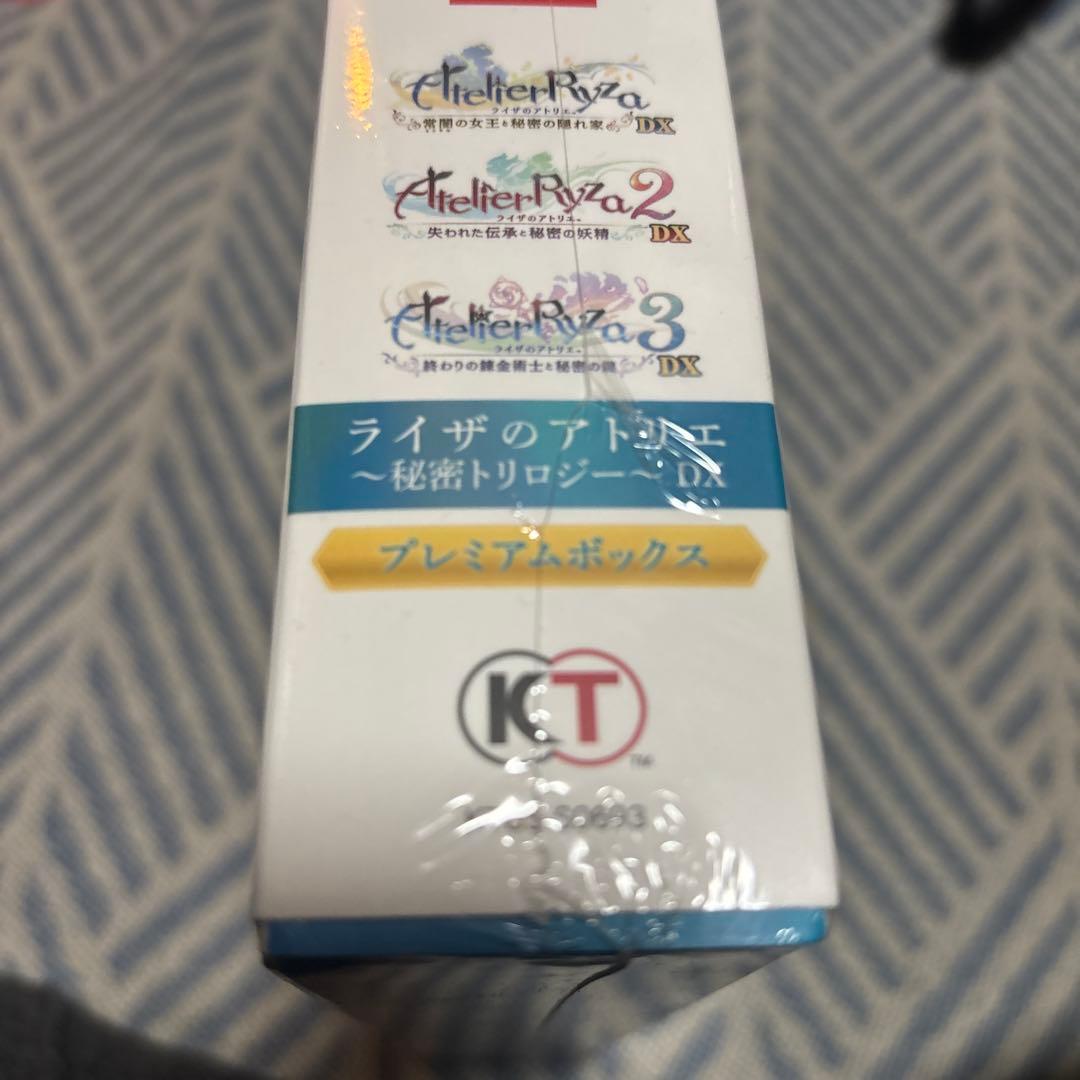 AtelierRyza
ライザのアトリエ
常闇の女王と秘密の隠れ家
DX
AtelierRyza2
ライザのアトリエ
失われた伝承と秘密の妖精
DX
AtelierRyza3
ライザのアトリエ
終わりの錬金術士と秘密の鍵
DX
ライザのアトリエ
~秘密トリロジー~ DX
プレミアムボックス
KT
TM